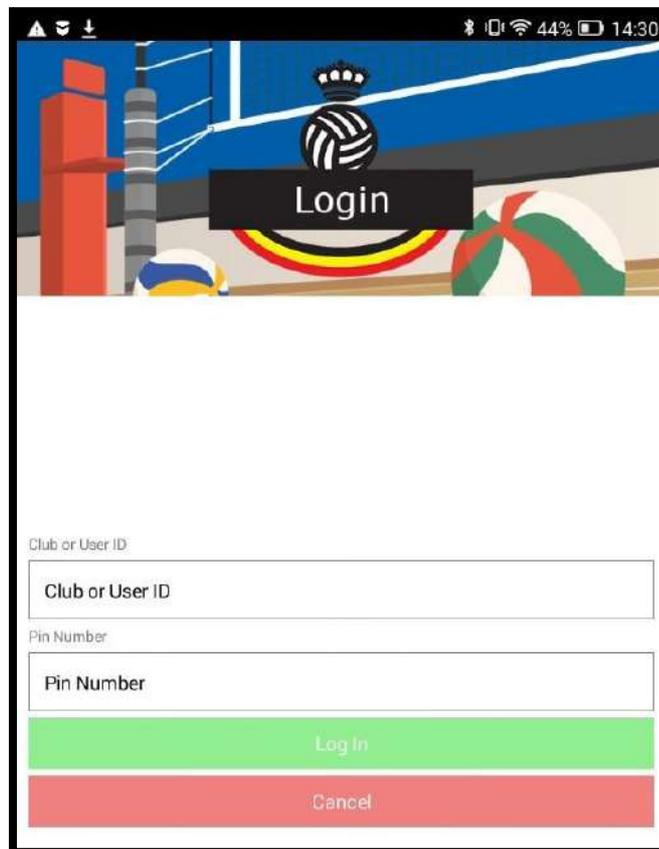 44% 14:30
Login
Club or User ID
Club or User ID
Pin Number
Pin Number
Log In
Cancel